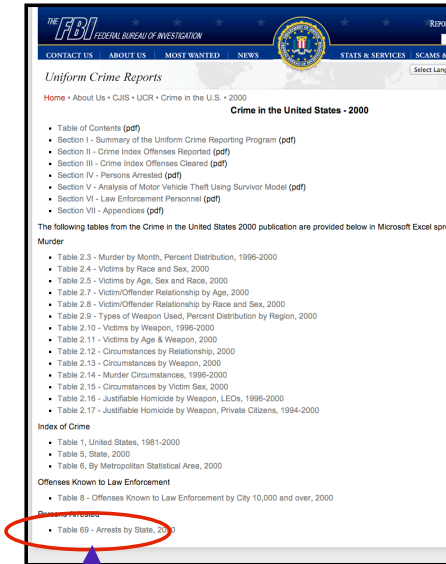 THE FBI FEDERAL BUREAU OF INVESTIGATION
REPO
CONTACT US ABOUT US MOST WANTED NEWS STATS & SERVICES SCAMS &
Select Lang
Uniform Crime Reports
Home • About Us • CJIS • UCR • Crime in the U.S. • 2000
Crime in the United States - 2000
Table of Contents (pdf)
Section I - Summary of the Uniform Crime Reporting Program (pdf)
Section II - Crime Index Offenses Reported (pdf)
Section III - Crime Index Offenses Cleared (pdf)
Section IV - Persons Arrested (pdf)
Section V - Analysis of Motor Vehicle Theft Using Survivor Model (pdf)
Section VI - Law Enforcement Personnel (pdf)
Section VII - Appendices (pdf)
The following tables from the Crime in the United States 2000 publication are provided below in Microsoft Excel spre
Murder
Table 2.3 - Murder by Month, Percent Distribution, 1996-2000
Table 2.4 - Victims by Race and Sex, 2000
Table 2.5 - Victims by Age, Sex and Race, 2000
Table 2.7 - Victim/Offender Relationship by Age, 2000
Table 2.8 - Victim/Offender Relationship by Race and Sex, 2000
Table 2.9 - Types of Weapon Used, Percent Distribution by Region, 2000
Table 2.10 - Victims by Weapon, 1996-2000
Table 2.11 - Victims by Age & Weapon, 2000
Table 2.12 - Circumstances by Relationship, 2000
Table 2.13 - Circumstances by Weapon, 2000
Table 2.14 - Murder Circumstances, 1996-2000
Table 2.15 - Circumstances by Victim Sex, 2000
Table 2.16 - Justifiable Homicide by Weapon, LEOs, 1996-2000
Table 2.17 - Justifiable Homicide by Weapon, Private Citizens, 1994-2000
Index of Crime
Table 1, United States, 1981-2000
Table 5, State, 2000
Table 6, By Metropolitan Statistical Area, 2000
Offenses Known to Law Enforcement
Table 8 - Offenses Known to Law Enforcement by City 10,000 and over, 2000
Persons Arrested
Table 69 - Arrests by State, 2000